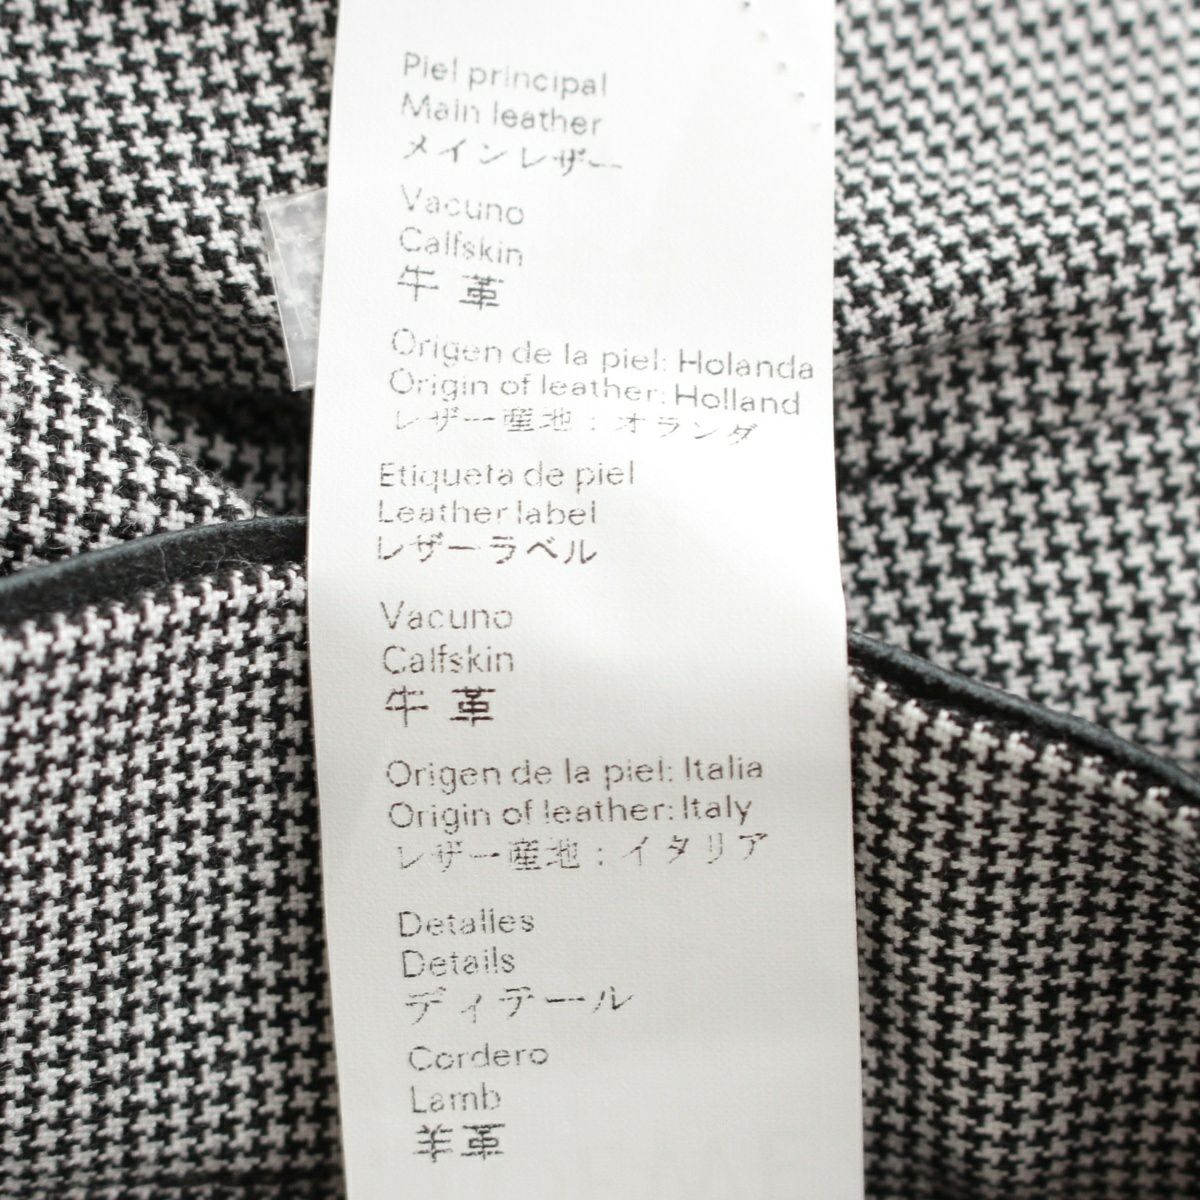 Piel principal
Main leather
メインレザー
Vacuno
Calfskin
牛革
Origen de la piel: Holanda
Origin of leather: Holland
レザー産地：オランダ
Etiqueta de piel
Leather label
レザーラベル
Vacuno
Calfskin
牛革
Origen de la piel: Italia
Origin of leather: Italy
レザー産地：イタリア
Detalles
Details
ディテール
Cordero
Lamb
羊革